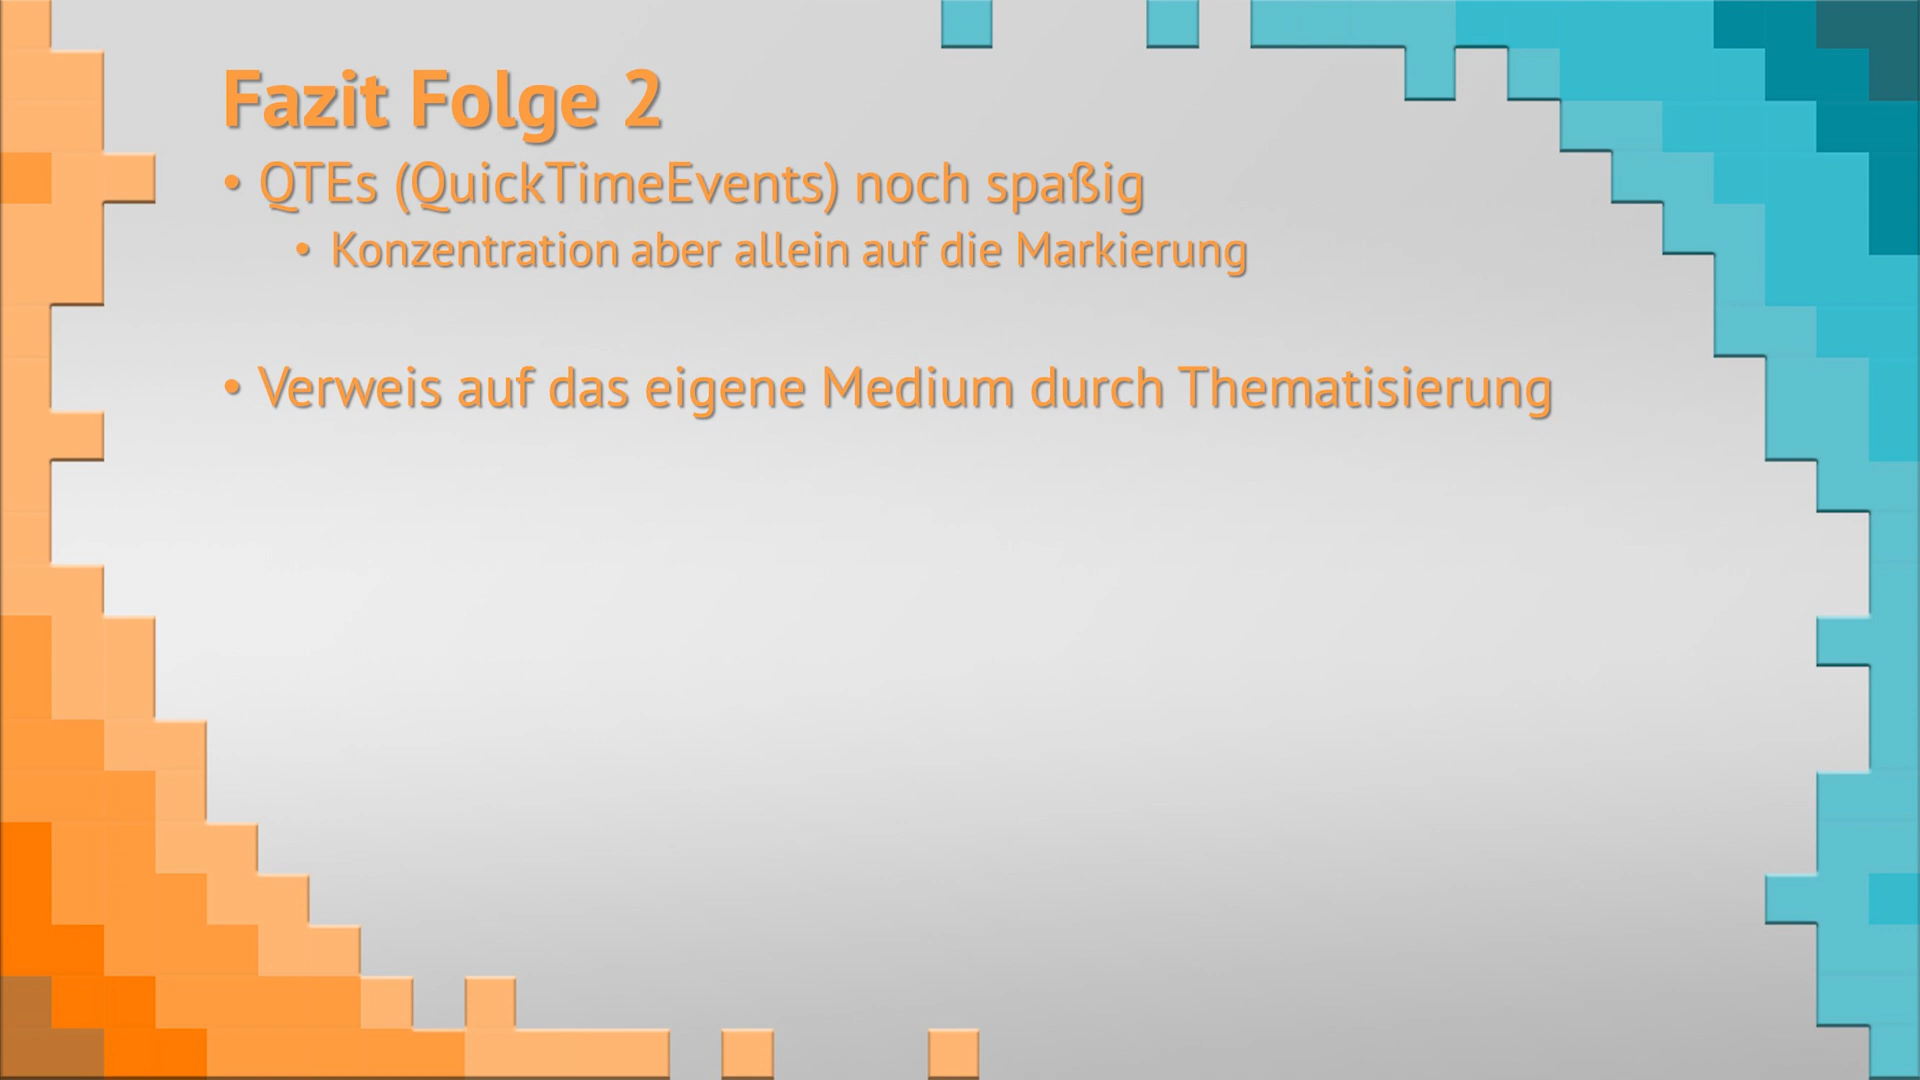 Fazit Folge 2
• QTEs (QuickTimeEvents) noch spaßig
• Konzentration aber allein auf die Markierung
• Verweis auf das eigene Medium durch Thematisierung